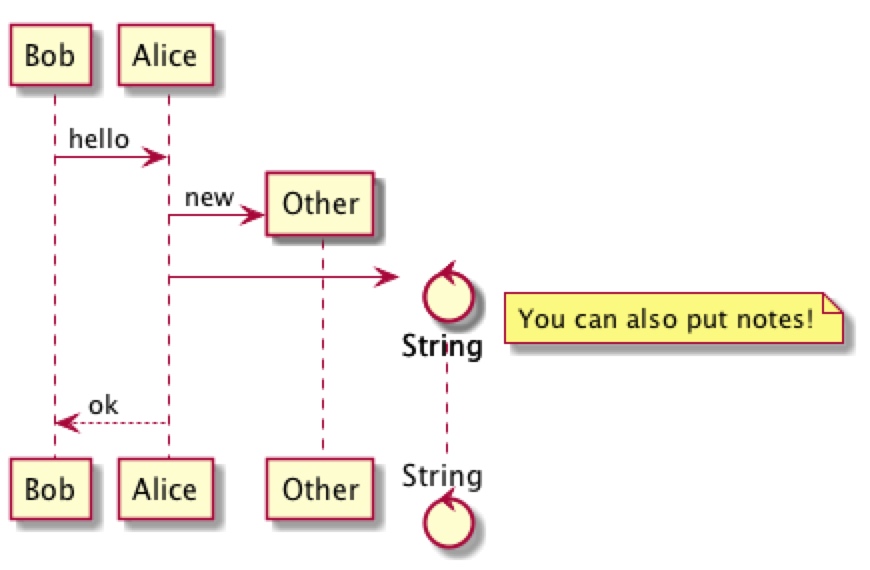 Bob
Alice
hello
new
Other
String
You can also put notes!
ok
Bob
Alice
Other
String